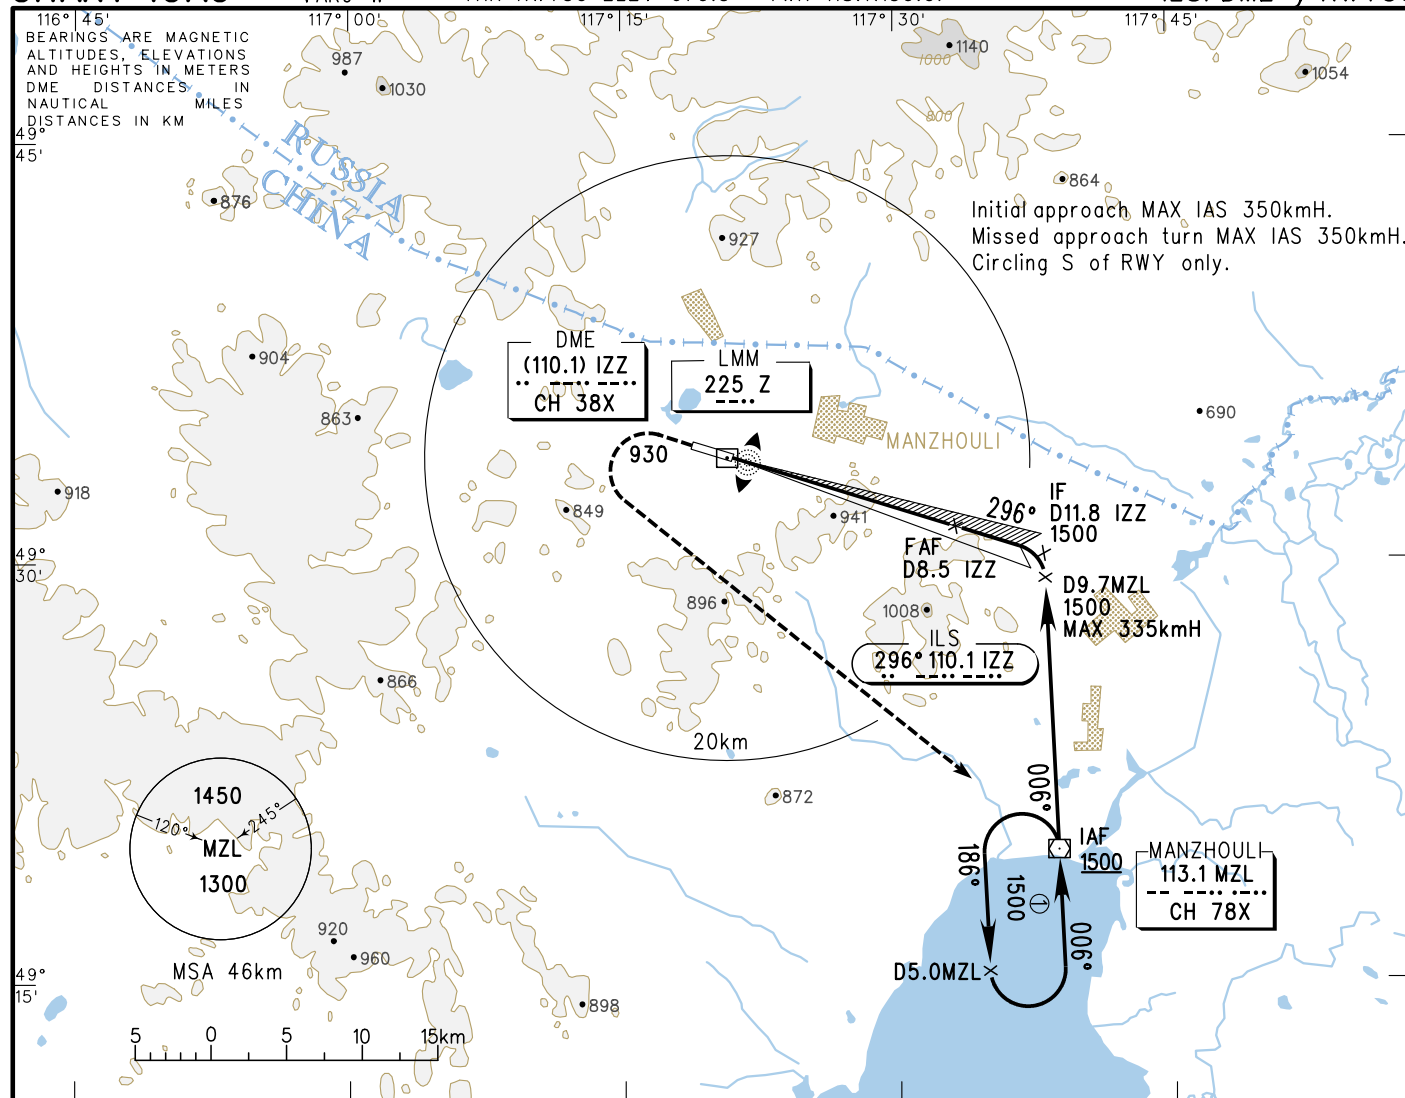 116°45'
117°00'
117°15'
117°30'
117°45'
BEARINGS ARE MAGNETIC
ALTITUDES, ELEVATIONS
AND HEIGHTS IN METERS
DME DISTANCES IN
NAUTICAL MILES
DISTANCES IN KM
987
1030
1140
1000
1054
800
49°
45'
RUSSIA
CHINA
876
864
927
Initial approach MAX IAS 350kmH.
Missed approach turn MAX IAS 350kmH.
Circling S of RWY only.
DME
(110.1) IZZ
CH 38X
LMM
225 Z
904
863
690
MANZHOULI
930
918
849
941
296°
IF
D11.8 IZZ
1500
FAF
D8.5 IZZ
49°
30'
D9.7MZL
1500
MAX 335kmH
896
1008
ILS
296° 110.1 IZZ
866
20km
006°
872
1450
120°
245°
MZL
1300
MSA 46km
IAF
1500
MANZHOULI
113.1 MZL
CH 78X
186°
1500
①
006°
D5.0MZL
920
960
898
49°
15'
5 0 5 10 15km